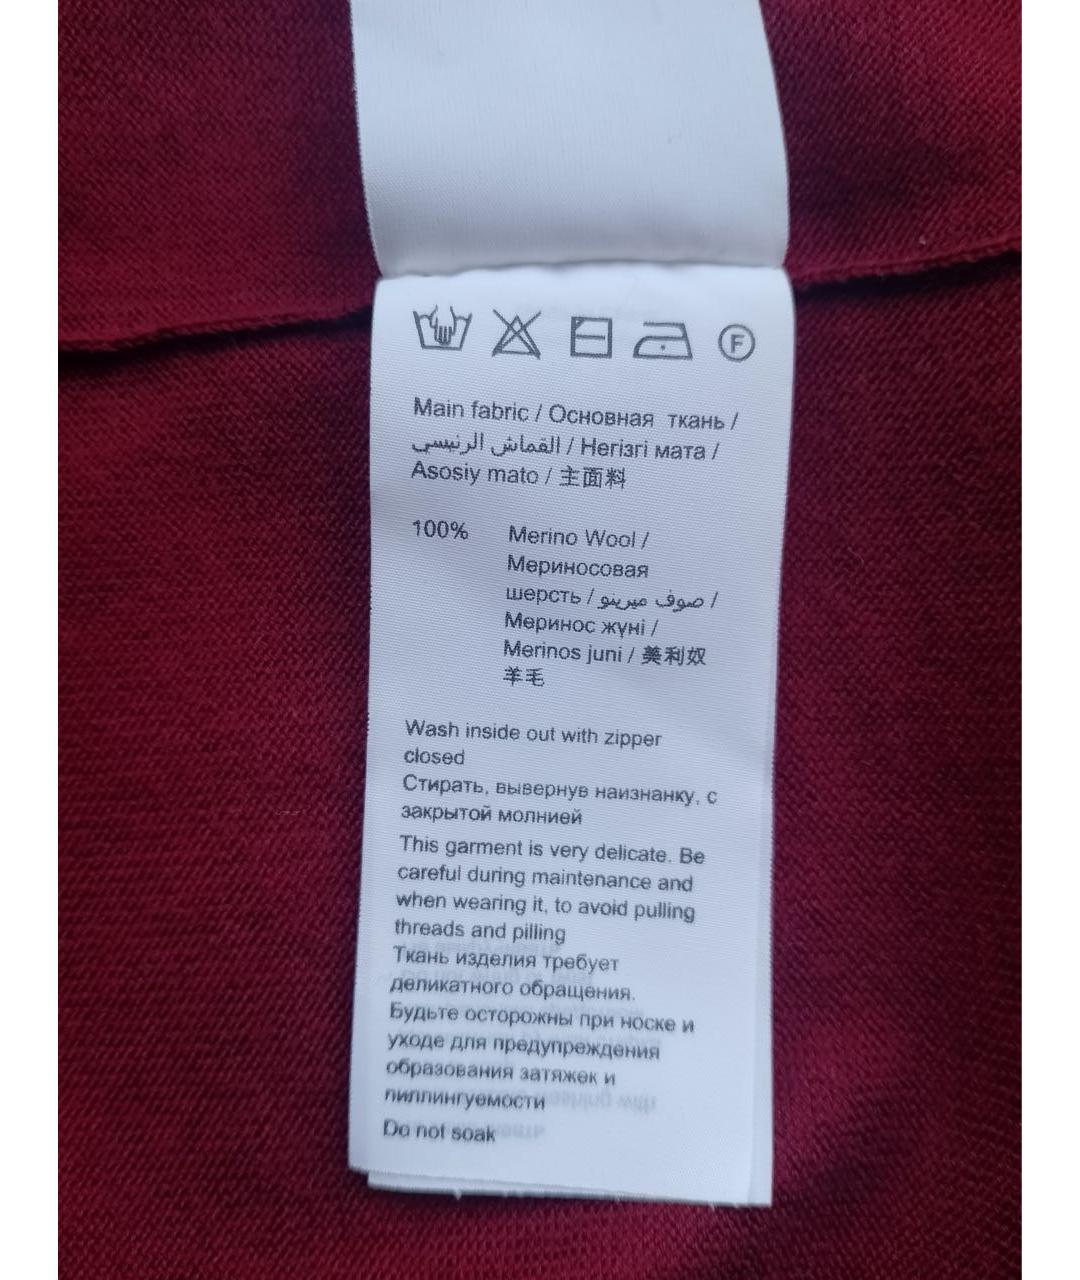 F
Main fabric / Основная ткань /
القماش الرئيسي / Негізгі мата /
Asosiy mato / 主面料
100% Merino Wool /
Мериносовая
шерсть / صوف ميرينو /
Меринос жүні /
Merinos juni / 美利奴
羊毛
Wash inside out with zipper
closed
Стирать, вывернув наизнанку, с
закрытой молнией
This garment is very delicate. Be
careful during maintenance and
when wearing it, to avoid pulling
threads and pilling
Ткань изделия требует
деликатного обращения.
Будьте осторожны при носке и
уходе для предупреждения
образования затяжек и
пиллингуемости
Do not soak